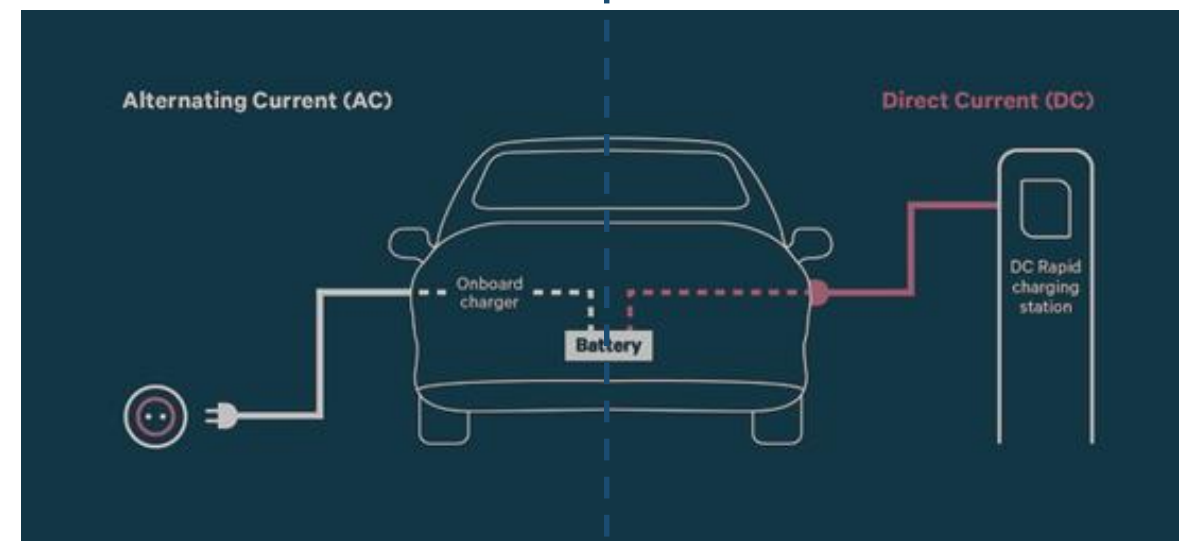 Alternating Current (AC)
Direct Current (DC)
Onboard
charger
Battery
DC Rapid
charging
station